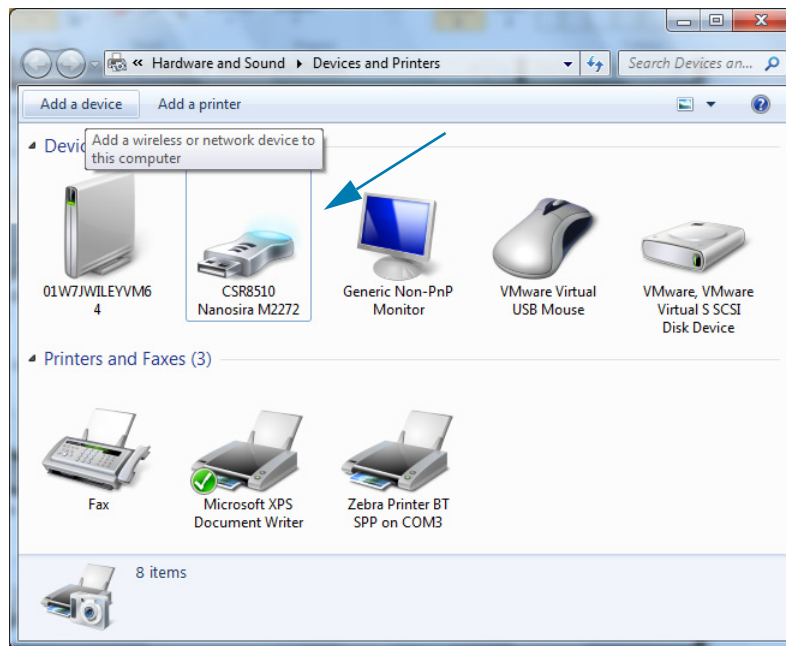 « Hardware and Sound ▸ Devices and Printers
Search Devices an...
Add a device Add a printer
Devic
Add a wireless or network device to
this computer
01W7JWILEYVM6
4
CSR8510
Nanosira M2272
Generic Non-PnP
Monitor
VMware Virtual
USB Mouse
VMware, VMware
Virtual S SCSI
Disk Device
Printers and Faxes (3)
Fax
Microsoft XPS
Document Writer
Zebra Printer BT
SPP on COM3
8 items